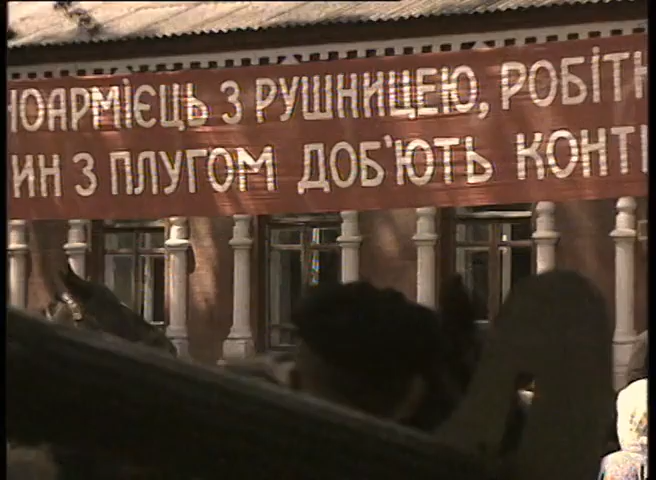 НОАРМІЄЦЬ З РУШНИЦЕЮ, РОБІТН
ИН З ПЛУГОМ ДОБ'ЮТЬ КОНТ